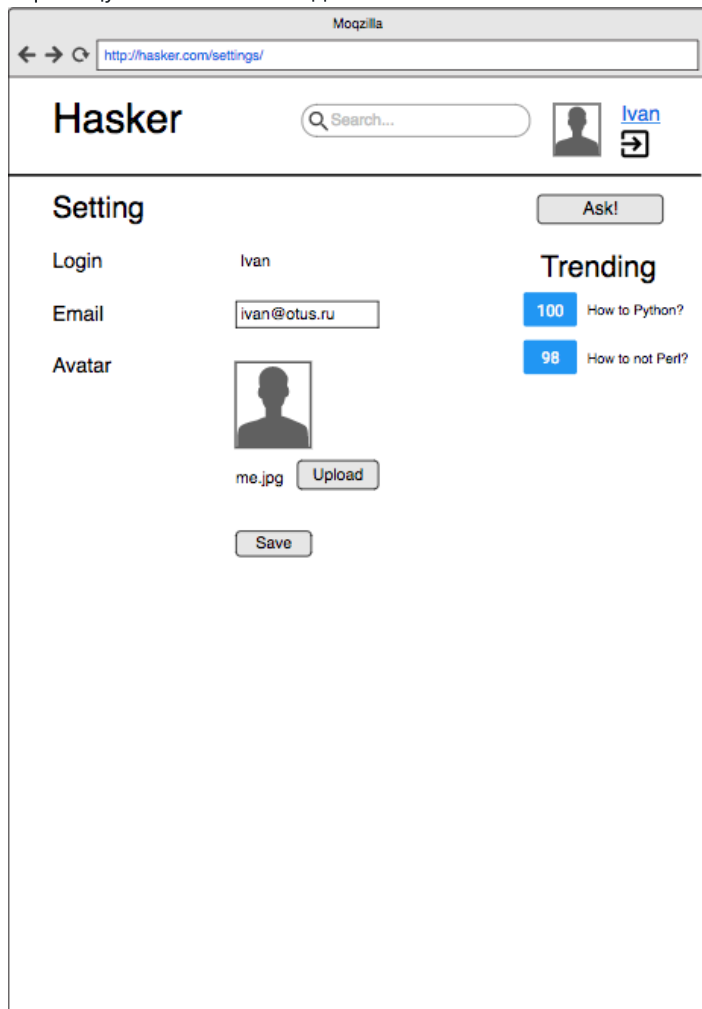 Moqzilla
http://hasker.com/settings/
Hasker
Search...
Ivan
Setting
Ask!
Login
Ivan
Trending
Email
ivan@otus.ru
100 How to Python?
Avatar
98 How to not Perl?
me.jpg Upload
Save